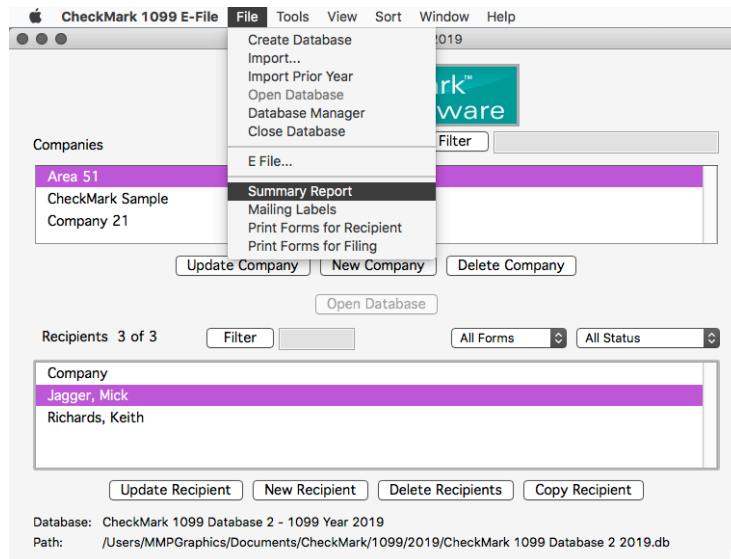 CheckMark 1099 E-File File Tools View Sort Window Help
2019
Create Database
Import...
Import Prior Year
Open Database
Database Manager
Close Database
E File...
Summary Report
Mailing Labels
Print Forms for Recipient
Print Forms for Filing
rk™
ware
Companies
Filter
Area 51
CheckMark Sample
Company 21
Update Company New Company Delete Company
Open Database
Recipients 3 of 3 Filter All Forms All Status
Company
Jagger, Mick
Richards, Keith
Update Recipient New Recipient Delete Recipients Copy Recipient
Database: CheckMark 1099 Database 2 - 1099 Year 2019
Path: /Users/MMPGraphics/Documents/CheckMark/1099/2019/CheckMark 1099 Database 2 2019.db